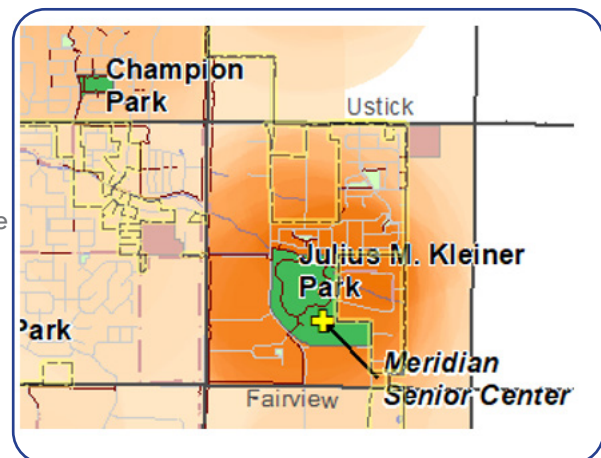 Champion
Park
Ustick
e
Julius M. Kleiner
Park
Park
Meridian
Senior Center
Fairview